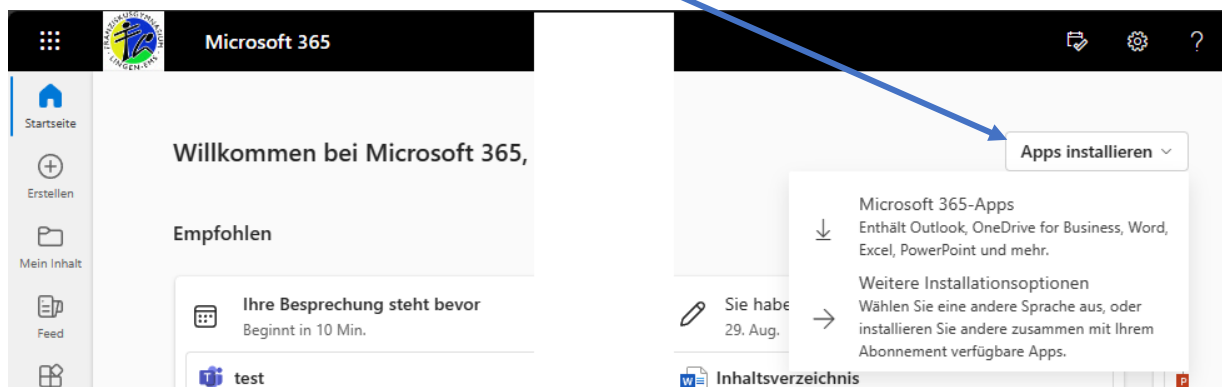 FRANZISKUSGYMNASIUM
LINGEN-EMS
Microsoft 365
?
Startseite
Willkommen bei Microsoft 365,
Apps installieren
Erstellen
Microsoft 365-Apps
Enthält Outlook, OneDrive for Business, Word,
Excel, PowerPoint und mehr.
Empfohlen
Mein Inhalt
Weitere Installationsoptionen
Wählen Sie eine andere Sprache aus, oder
installieren Sie andere zusammen mit Ihrem
Abonnement verfügbare Apps.
Ihre Besprechung steht bevor
Beginnt in 10 Min.
Sie habe
29. Aug.
Feed
test
Inhaltsverzeichnis